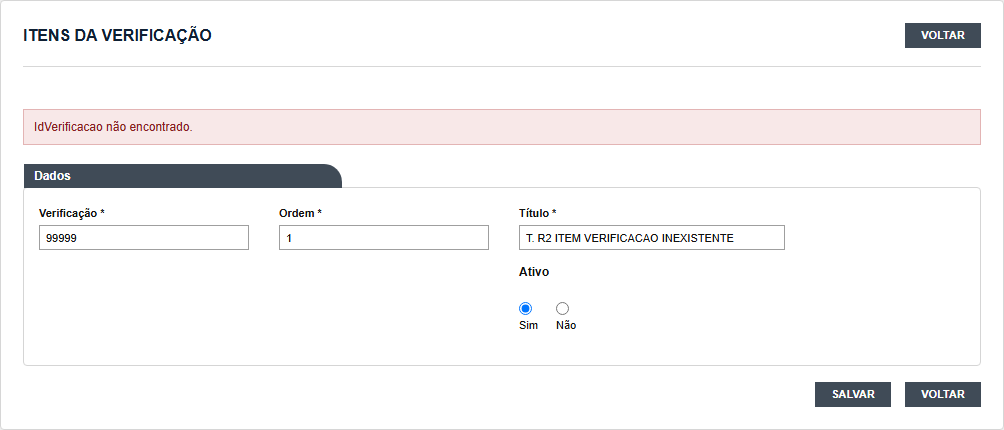 ITENS DA VERIFICAÇÃO
VOLTAR
IdVerificacao não encontrado.
Dados
Verificação * Ordem * Título *
99999 1 T. R2 ITEM VERIFICACAO INEXISTENTE
Ativo
Sim Não
SALVAR VOLTAR